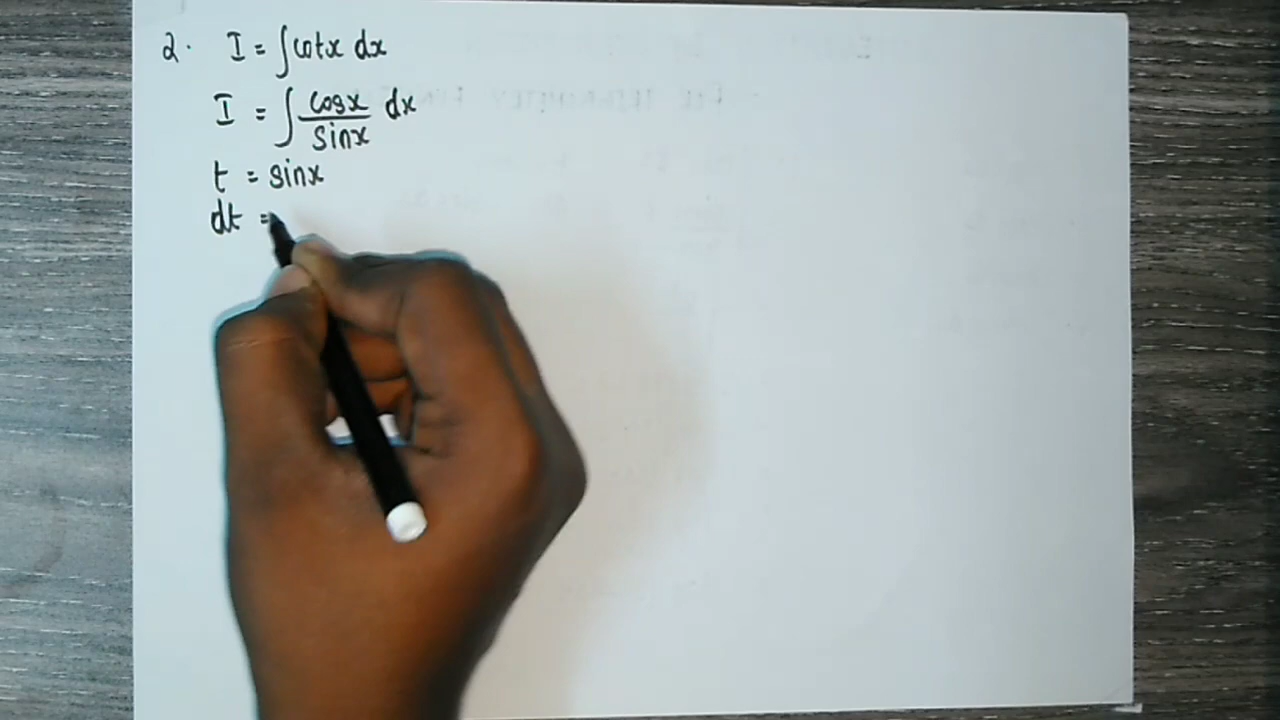 2. I = ∫cotx dx
I = ∫ cosx/sinx dx
t = sinx
dt =